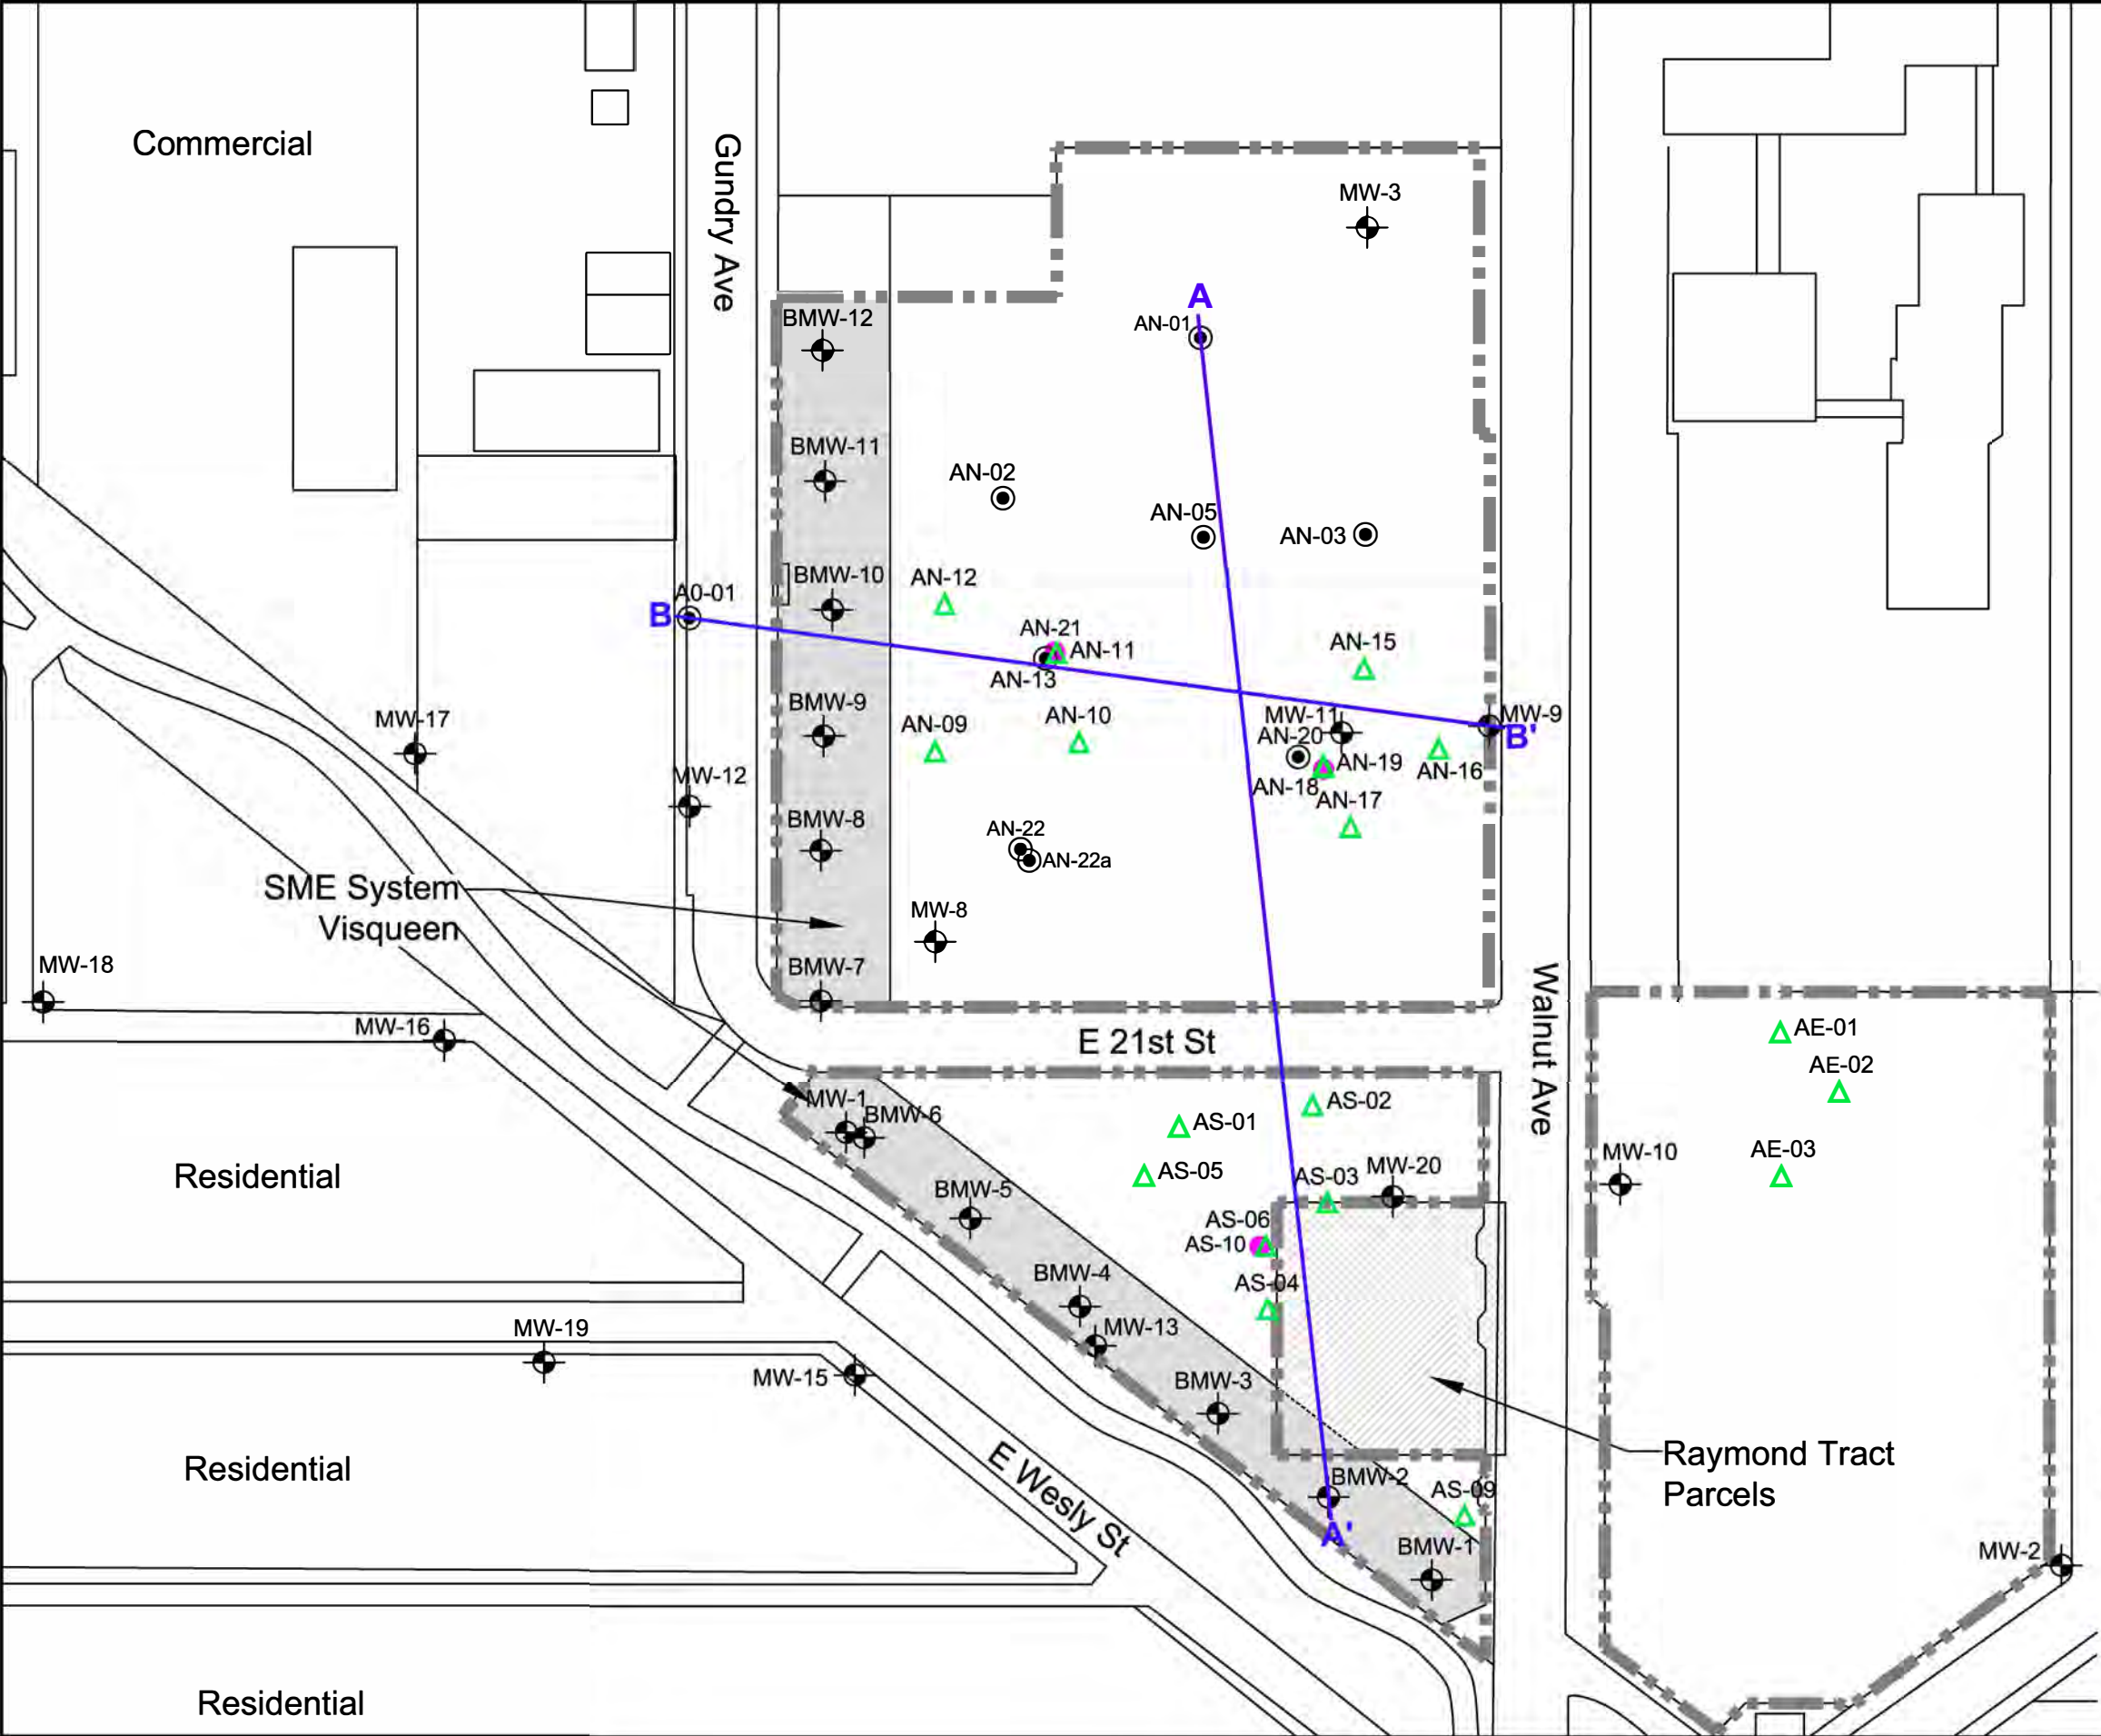 Commercial
Gundry Ave
MW-3
A
AN-01
BMW-12
BMW-11
AN-02
AN-05
AN-03
BMW-10
AN-12
A0-01
B
AN-21
AN-11
AN-13
AN-15
BMW-9
AN-09
AN-10
MW-11
MW-9
B'
AN-20
AN-19
AN-16
AN-18
AN-17
MW-17
MW-12
BMW-8
AN-22
AN-22a
SME System
Visqueen
MW-8
BMW-7
MW-18
MW-16
E 21st St
Walnut Ave
AE-01
AE-02
AE-03
MW-10
MW-1
BMW-6
AS-01
AS-02
AS-05
AS-03
MW-20
Residential
BMW-5
AS-06
AS-10
AS-04
BMW-4
MW-13
MW-19
MW-15
BMW-3
E Wesly St
Raymond Tract
Parcels
Residential
BMW-2
AS-09
A'
BMW-1
MW-2
Residential